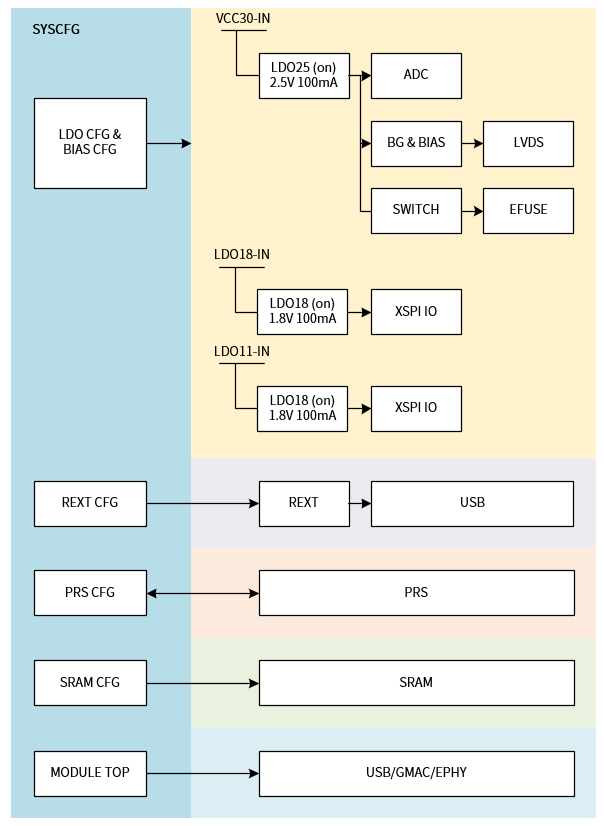 SYSCFG
VCC30-IN
LDO25 (on)
2.5V 100mA
ADC
LDO CFG &
BIAS CFG
BG & BIAS
LVDS
SWITCH
EFUSE
LDO18-IN
LDO18 (on)
1.8V 100mA
XSPI IO
LDO11-IN
LDO18 (on)
1.8V 100mA
XSPI IO
REXT CFG
REXT
USB
PRS CFG
PRS
SRAM CFG
SRAM
MODULE TOP
USB/GMAC/EPHY